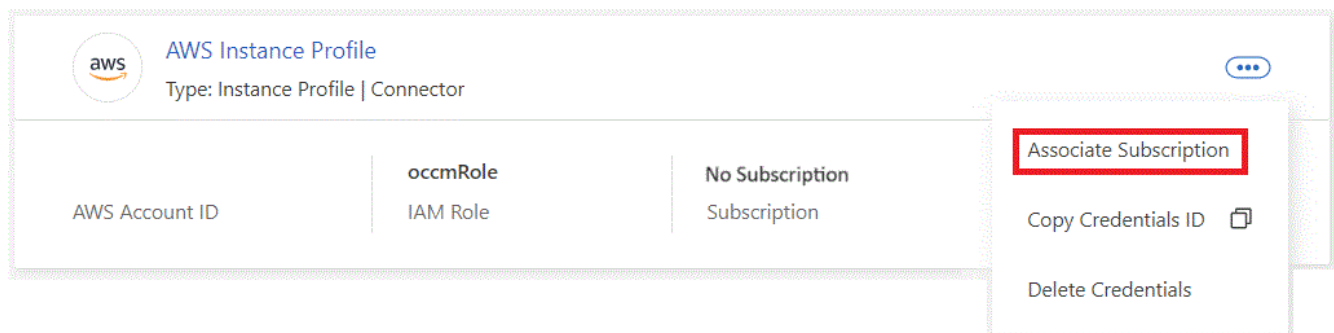 aws
AWS Instance Profile
Type: Instance Profile | Connector
occmRole
No Subscription
AWS Account ID
IAM Role
Subscription
Associate Subscription
Copy Credentials ID
Delete Credentials